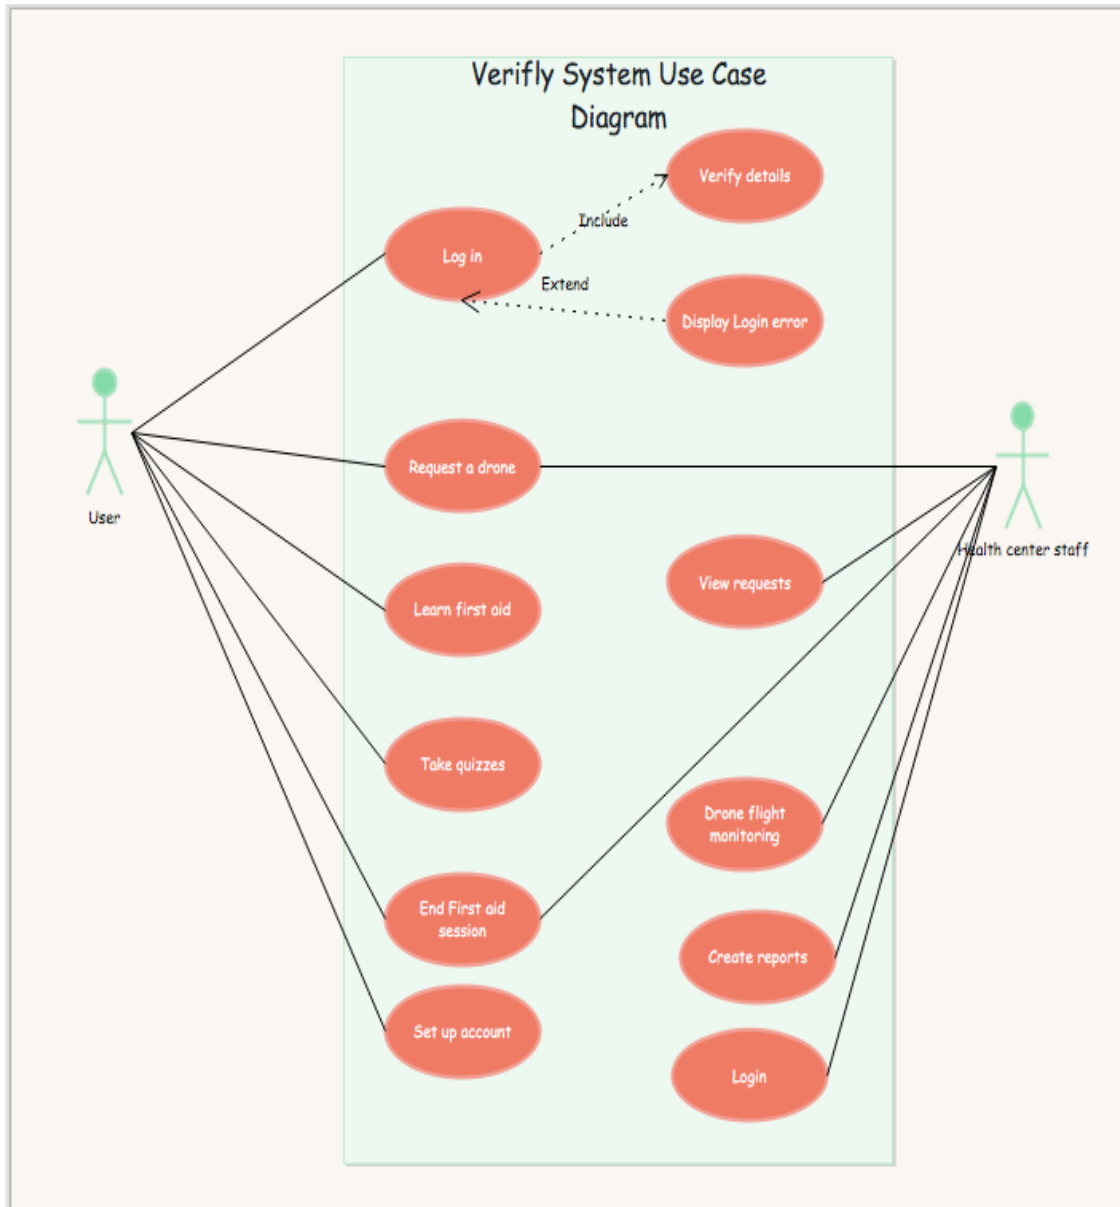 Verifly System Use Case
Diagram
Verify details
Include
Log in
Extend
Display Login error
Request a drone
User
Health center staff
View requests
Learn first aid
Take quizzes
Drone flight
monitoring
End First aid
session
Create reports
Set up account
Login